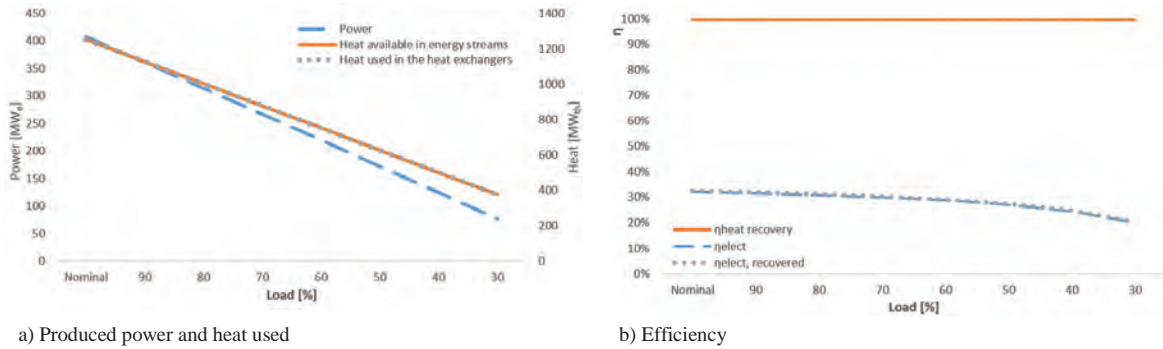 450
400
350
300
250
200
150
100
50
0
Power [MWe]
1400
1200
1000
800
600
400
200
0
Heat [MWth]
Power
Heat available in energy streams
Heat used in the heat exchangers
Nominal 90 80 70 60 50 40 30
Load [%]
a) Produced power and heat used
100%
90%
80%
70%
60%
50%
40%
30%
20%
10%
0%
η
ηheat recovery
ηelect
ηelect, recovered
Nominal 90 80 70 60 50 40 30
Load [%]
b) Efficiency